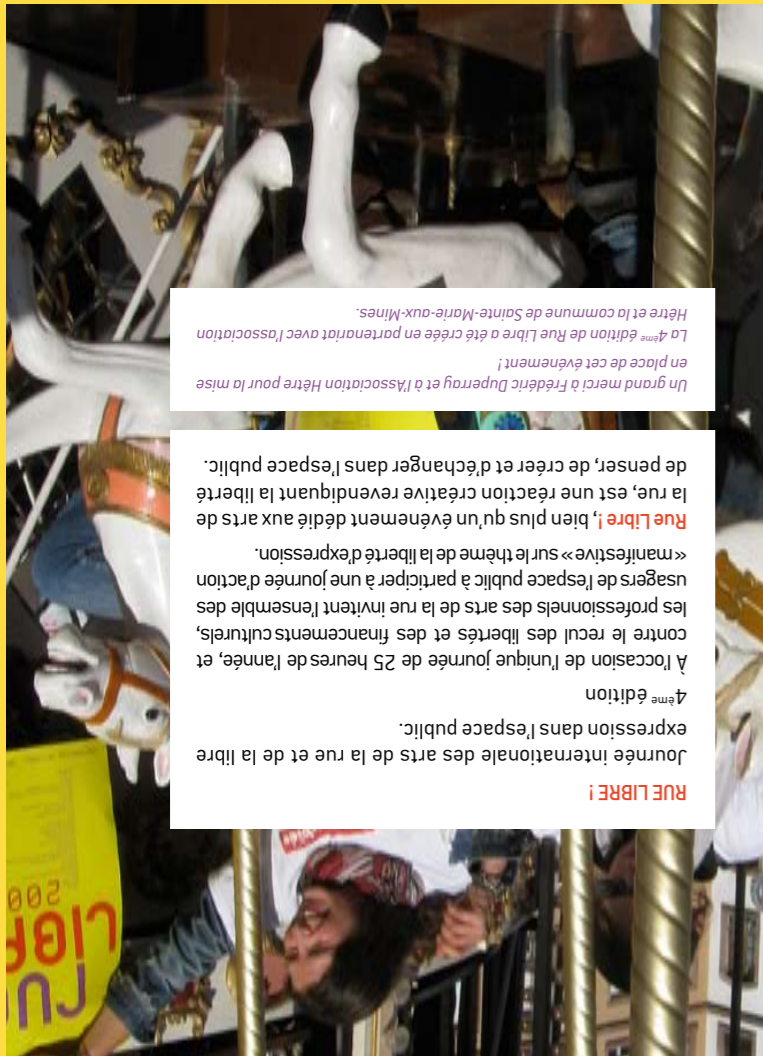 RUE LIBRE !
Journée internationale des arts de la rue et de la libre
expression dans l'espace public.
4ème édition
À l'occasion de l'unique journée de 25 heures de l'année, et
contre le recul des libertés et des financements culturels,
les professionnels des arts de la rue invitent l'ensemble des
usagers de l'espace public à participer à une journée d'action
«manifestive» sur le thème de la liberté d'expression.
Rue Libre !, bien plus qu'un événement dédié aux arts de
la rue, est une réaction créative revendiquant la liberté
de penser, de créer et d'échanger dans l'espace public.
Un grand merci à Frédéric Duperray et à l'Association Hêtre pour la mise
en place de cet événement !
La 4ème édition de Rue Libre a été créée en partenariat avec l'association
Hêtre et la commune de Sainte-Marie-aux-Mines.